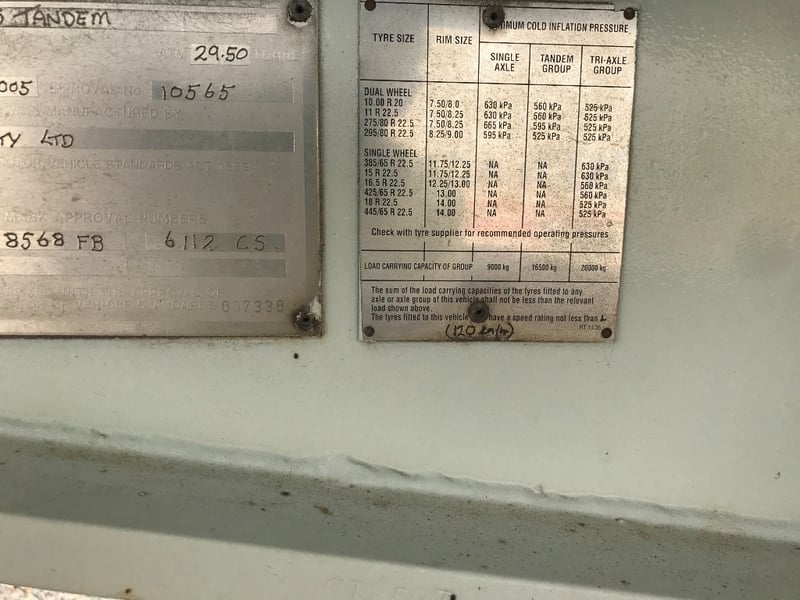 TANDEM
29.50
005 APPROVAL No. 10565
MANUFACTURED BY
TY LTD
VEHICLE STANDARDS ACT 1989
APPROVAL NUMBERS
8568 FB 6112 CS.
007338
MINIMUM COLD INFLATION PRESSURE
TYRE SIZE RIM SIZE SINGLE AXLE TANDEM GROUP TRI-AXLE GROUP
DUAL WHEEL
10.00 R 20 7.50/8.0 630 kPa 560 kPa 525 kPa
11 R 22.5 7.50/8.25 630 kPa 560 kPa 525 kPa
275/80 R 22.5 7.50/8.25 665 kPa 595 kPa 525 kPa
295/80 R 22.5 8.25/9.00 595 kPa 525 kPa 525 kPa
SINGLE WHEEL
385/65 R 22.5 11.75/12.25 NA NA 630 kPa
15 R 22.5 11.75/12.25 NA NA 630 kPa
16.5 R 22.5 12.25/13.00 NA NA 560 kPa
425/65 R 22.5 13.00 NA NA 560 kPa
18 R 22.5 14.00 NA NA 525 kPa
445/65 R 22.5 14.00 NA NA 525 kPa
Check with tyre supplier for recommended operating pressures
LOAD CARRYING CAPACITY OF GROUP 9000 kg 16500 kg 20000 kg
The sum of the load carrying capacities of the tyres fitted to any
axle or axle group of this vehicle shall not be less than the relevant
load shown above.
The tyres fitted to this vehicle have a speed rating not less than L
(120 km/hr)
RT 1136